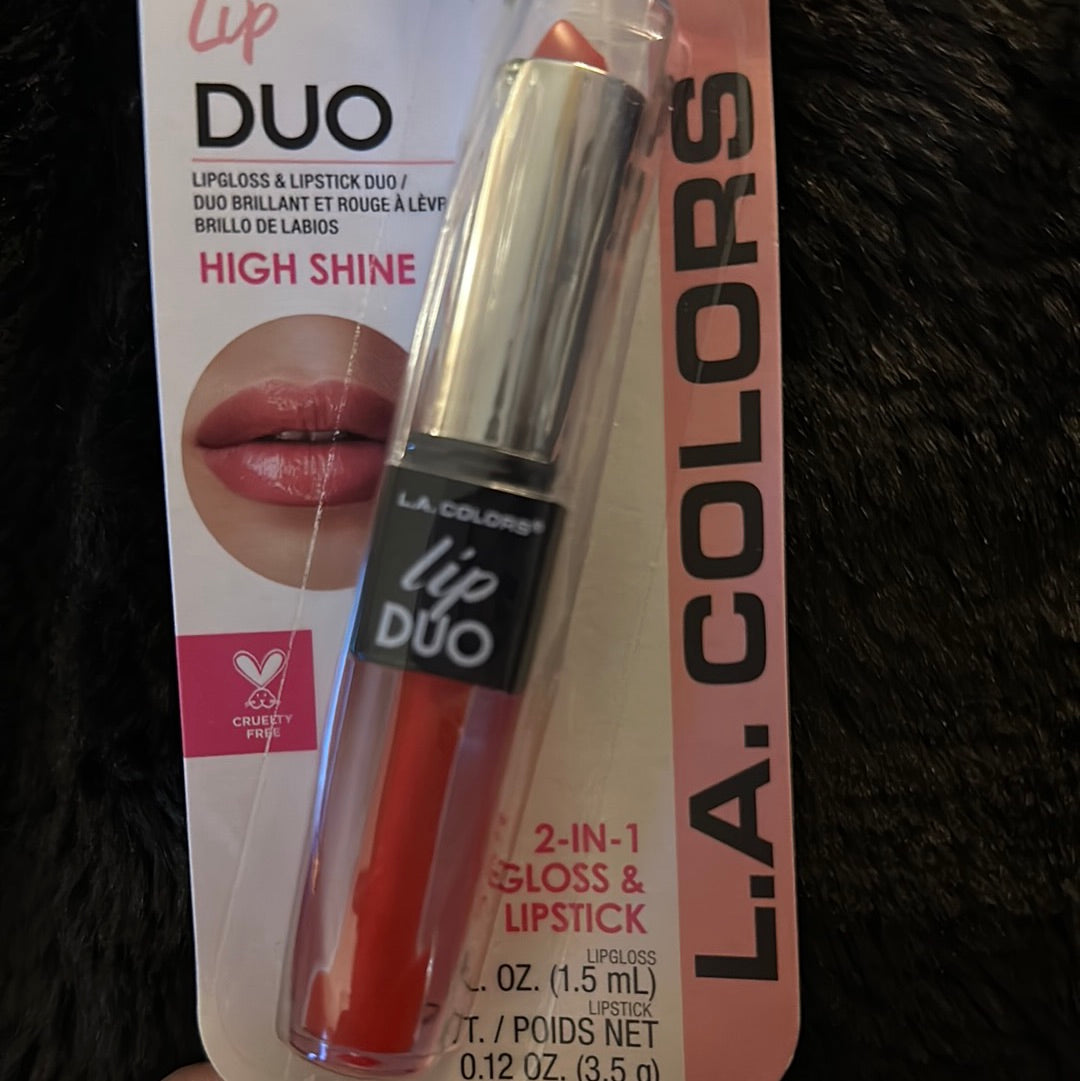 Lip
DUO
LIPGLOSS & LIPSTICK DUO /
DUO BRILLANT ET ROUGE À LÈVR
BRILLO DE LABIOS
HIGH SHINE
L.A. COLORS®
lip
DUO
CRUELTY
FREE
2-IN-1
GLOSS &
LIPSTICK
LIPGLOSS
. OZ. (1.5 mL)
LIPSTICK
T. / POIDS NET
0.12 OZ. (3.5 g)
L.A. COLORS